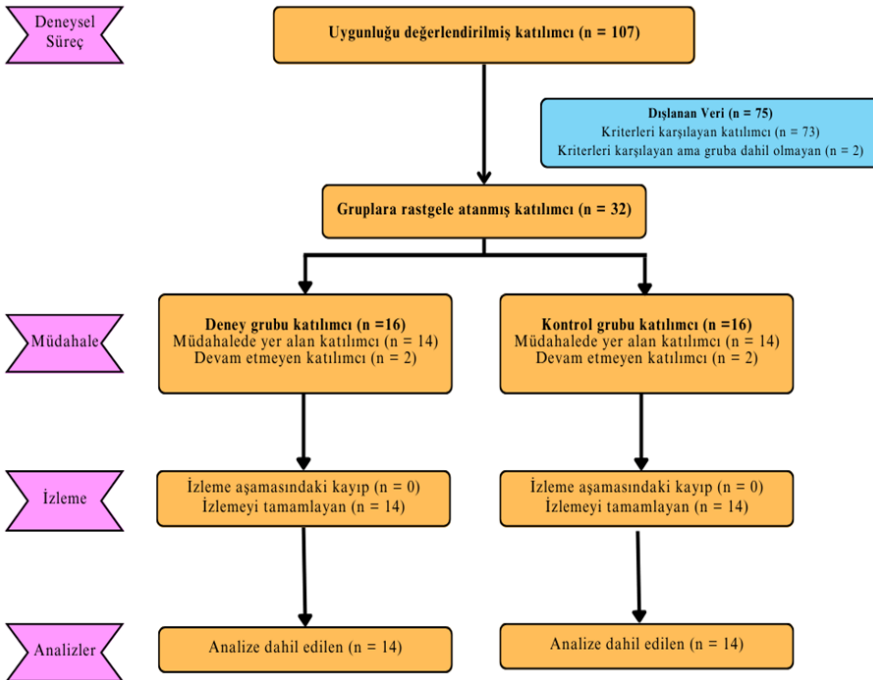 Deneysel
Süreç
Uygunluğu değerlendirilmiş katılımcı (n = 107)
Dışlanan Veri (n = 75)
Kriterleri karşılayan katılımcı (n = 73)
Kriterleri karşılayan ama gruba dahil olmayan (n = 2)
Gruplara rastgele atanmış katılımcı (n = 32)
Müdahale
Deney grubu katılımcı (n =16)
Müdahalede yer alan katılımcı (n = 14)
Devam etmeyen katılımcı (n = 2)
Kontrol grubu katılımcı (n =16)
Müdahalede yer alan katılımcı (n = 14)
Devam etmeyen katılımcı (n = 2)
İzleme
İzleme aşamasındaki kayıp (n = 0)
İzlemeyi tamamlayan (n = 14)
İzleme aşamasındaki kayıp (n = 0)
İzlemeyi tamamlayan (n = 14)
Analizler
Analize dahil edilen (n = 14)
Analize dahil edilen (n = 14)